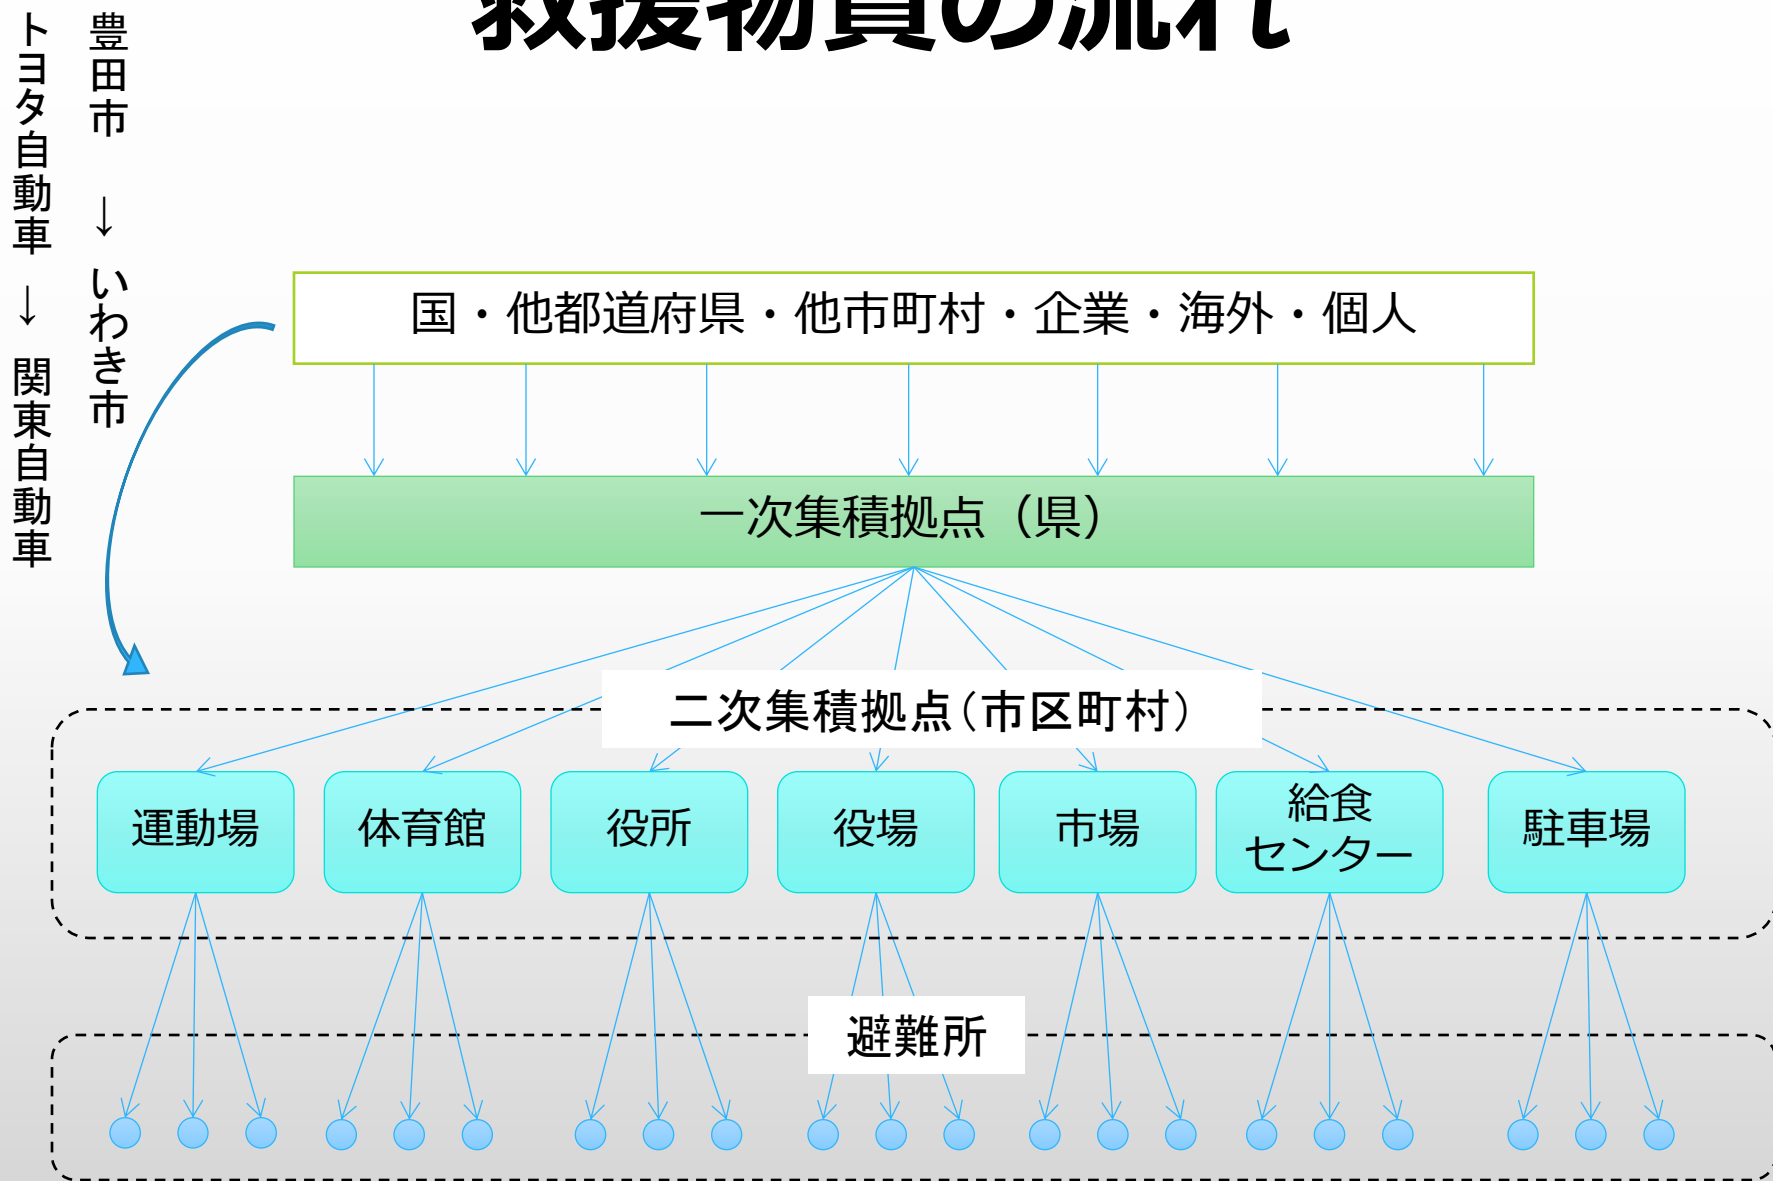 救援物資の流れ
豊田市 ↓ いわき市
トヨタ自動車 ↓ 関東自動車
国・他都道府県・他市町村・企業・海外・個人
一次集積拠点（県）
二次集積拠点（市区町村）
運動場
体育館
役所
役場
市場
給食
センター
駐車場
避難所